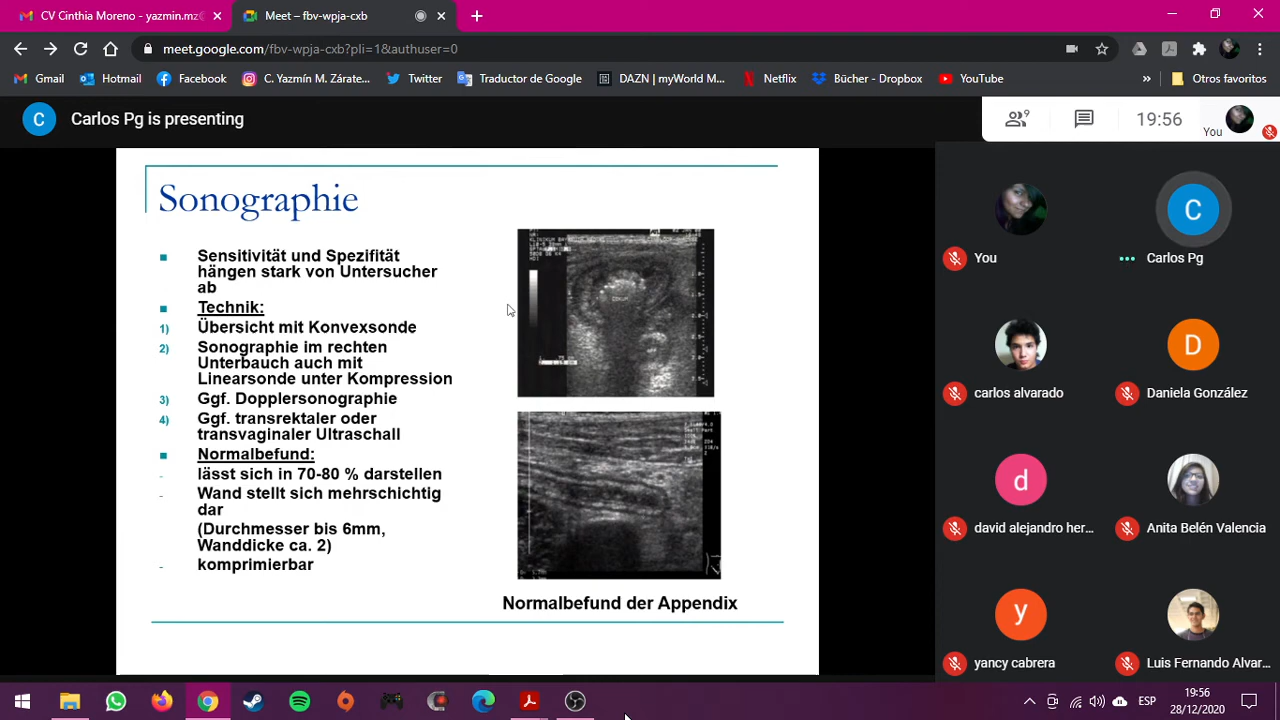 CV Cinthia Moreno - yazmin.mz
Meet – fbv-wpja-cxb
meet.google.com/fbv-wpja-cxb?pli=1&authuser=0
Gmail Hotmail Facebook C. Yazmín M. Zárate... Twitter Traductor de Google DAZN | myWorld M... Netflix Bücher - Dropbox YouTube » Otros favoritos
C Carlos Pg is presenting
9 19:56 You
Sonographie
Sensitivität und Spezifität
hängen stark von Untersucher
ab
Technik:
1) Übersicht mit Konvexsonde
2) Sonographie im rechten
Unterbauch auch mit
Linearsonde unter Kompression
3) Ggf. Dopplersonographie
4) Ggf. transrektaler oder
transvaginaler Ultraschall
Normalbefund:
- lässt sich in 70-80 % darstellen
- Wand stellt sich mehrschichtig
dar
(Durchmesser bis 6mm,
Wanddicke ca. 2)
- komprimierbar
Normalbefund der Appendix
You
C
Carlos Pg
carlos alvarado
D
Daniela González
d
david alejandro her...
Anita Belén Valencia
y
yancy cabrera
Luis Fernando Alvar...
ESP
19:56
28/12/2020